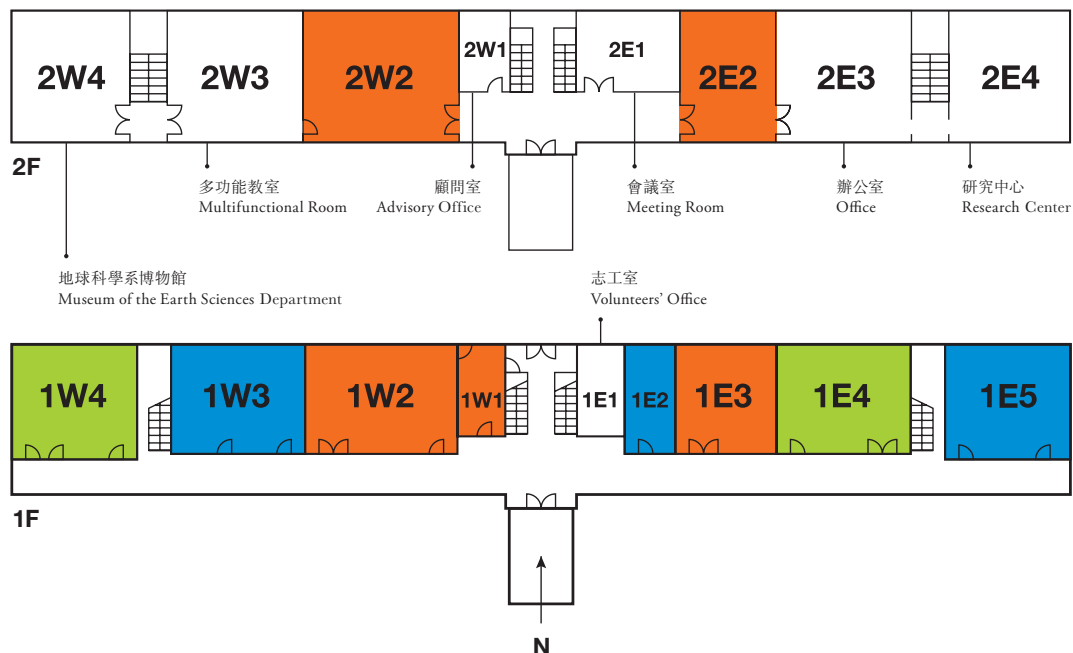 2W4
2W3
2W2
2W1
2E1
2E2
2E3
2E4
2F
多功能教室
Multifunctional Room
顧問室
Advisory Office
會議室
Meeting Room
辦公室
Office
研究中心
Research Center
地球科學系博物館
Museum of the Earth Sciences Department
志工室
Volunteers’ Office
1W4
1W3
1W2
1W1
1E1
1E2
1E3
1E4
1E5
1F
N